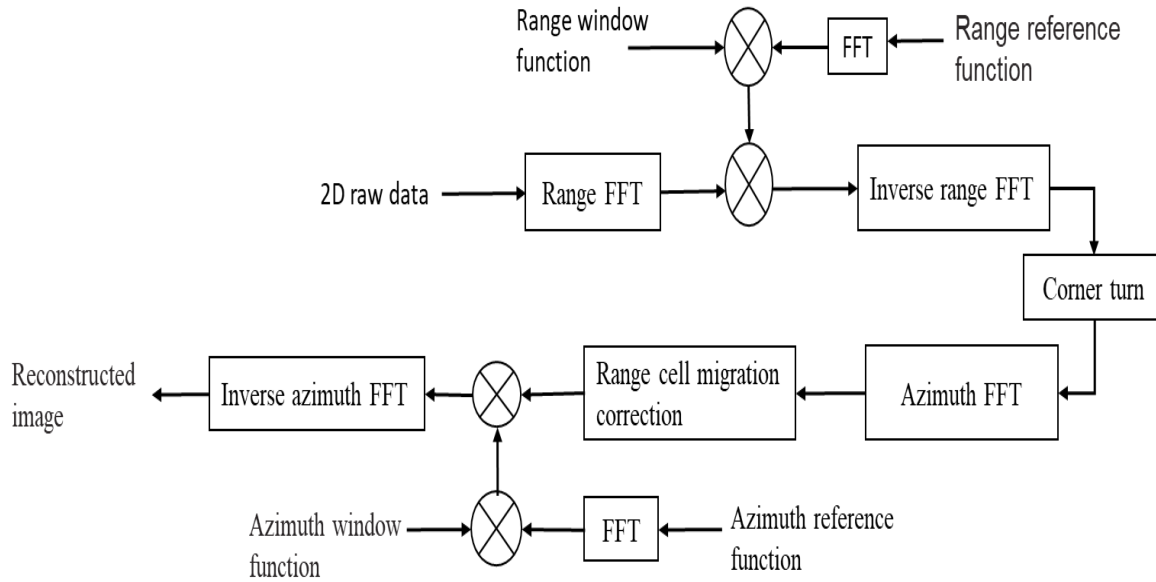 Range window
function
FFT
Range reference
function
2D raw data
Range FFT
Inverse range FFT
Corner turn
Reconstructed
image
Inverse azimuth FFT
Range cell migration
correction
Azimuth FFT
Azimuth window
function
FFT
Azimuth reference
function